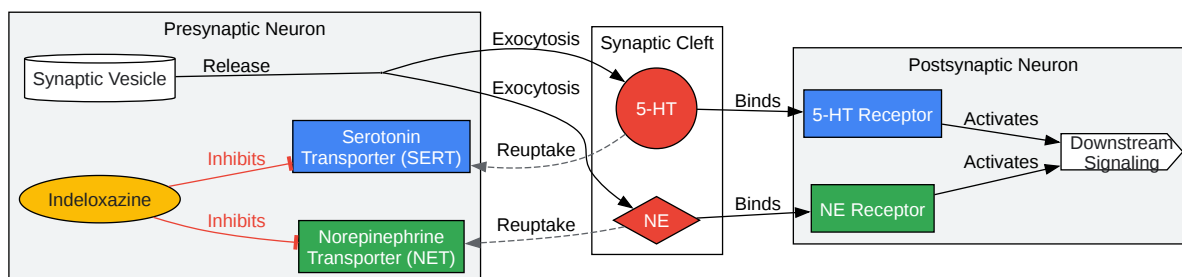 Presynaptic Neuron
Synaptic Vesicle
Release
Exocytosis
Exocytosis
Serotonin
Transporter (SERT)
Inhibits
Indeloxazine
Inhibits
Norepinephrine
Transporter (NET)
Reuptake
Reuptake
Synaptic Cleft
5-HT
NE
Binds
Binds
Postsynaptic Neuron
5-HT Receptor
NE Receptor
Activates
Activates
Downstream
Signaling